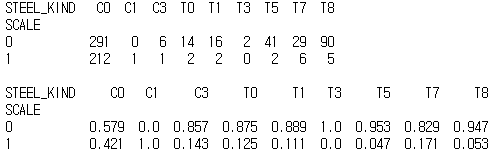 STEEL_KIND C0 C1 C3 T0 T1 T3 T5 T7 T8
SCALE
0 291 0 6 14 16 2 41 29 90
1 212 1 1 2 2 0 2 6 5
STEEL_KIND C0 C1 C3 T0 T1 T3 T5 T7 T8
SCALE
0 0.579 0.0 0.857 0.875 0.889 1.0 0.953 0.829 0.947
1 0.421 1.0 0.143 0.125 0.111 0.0 0.047 0.171 0.053